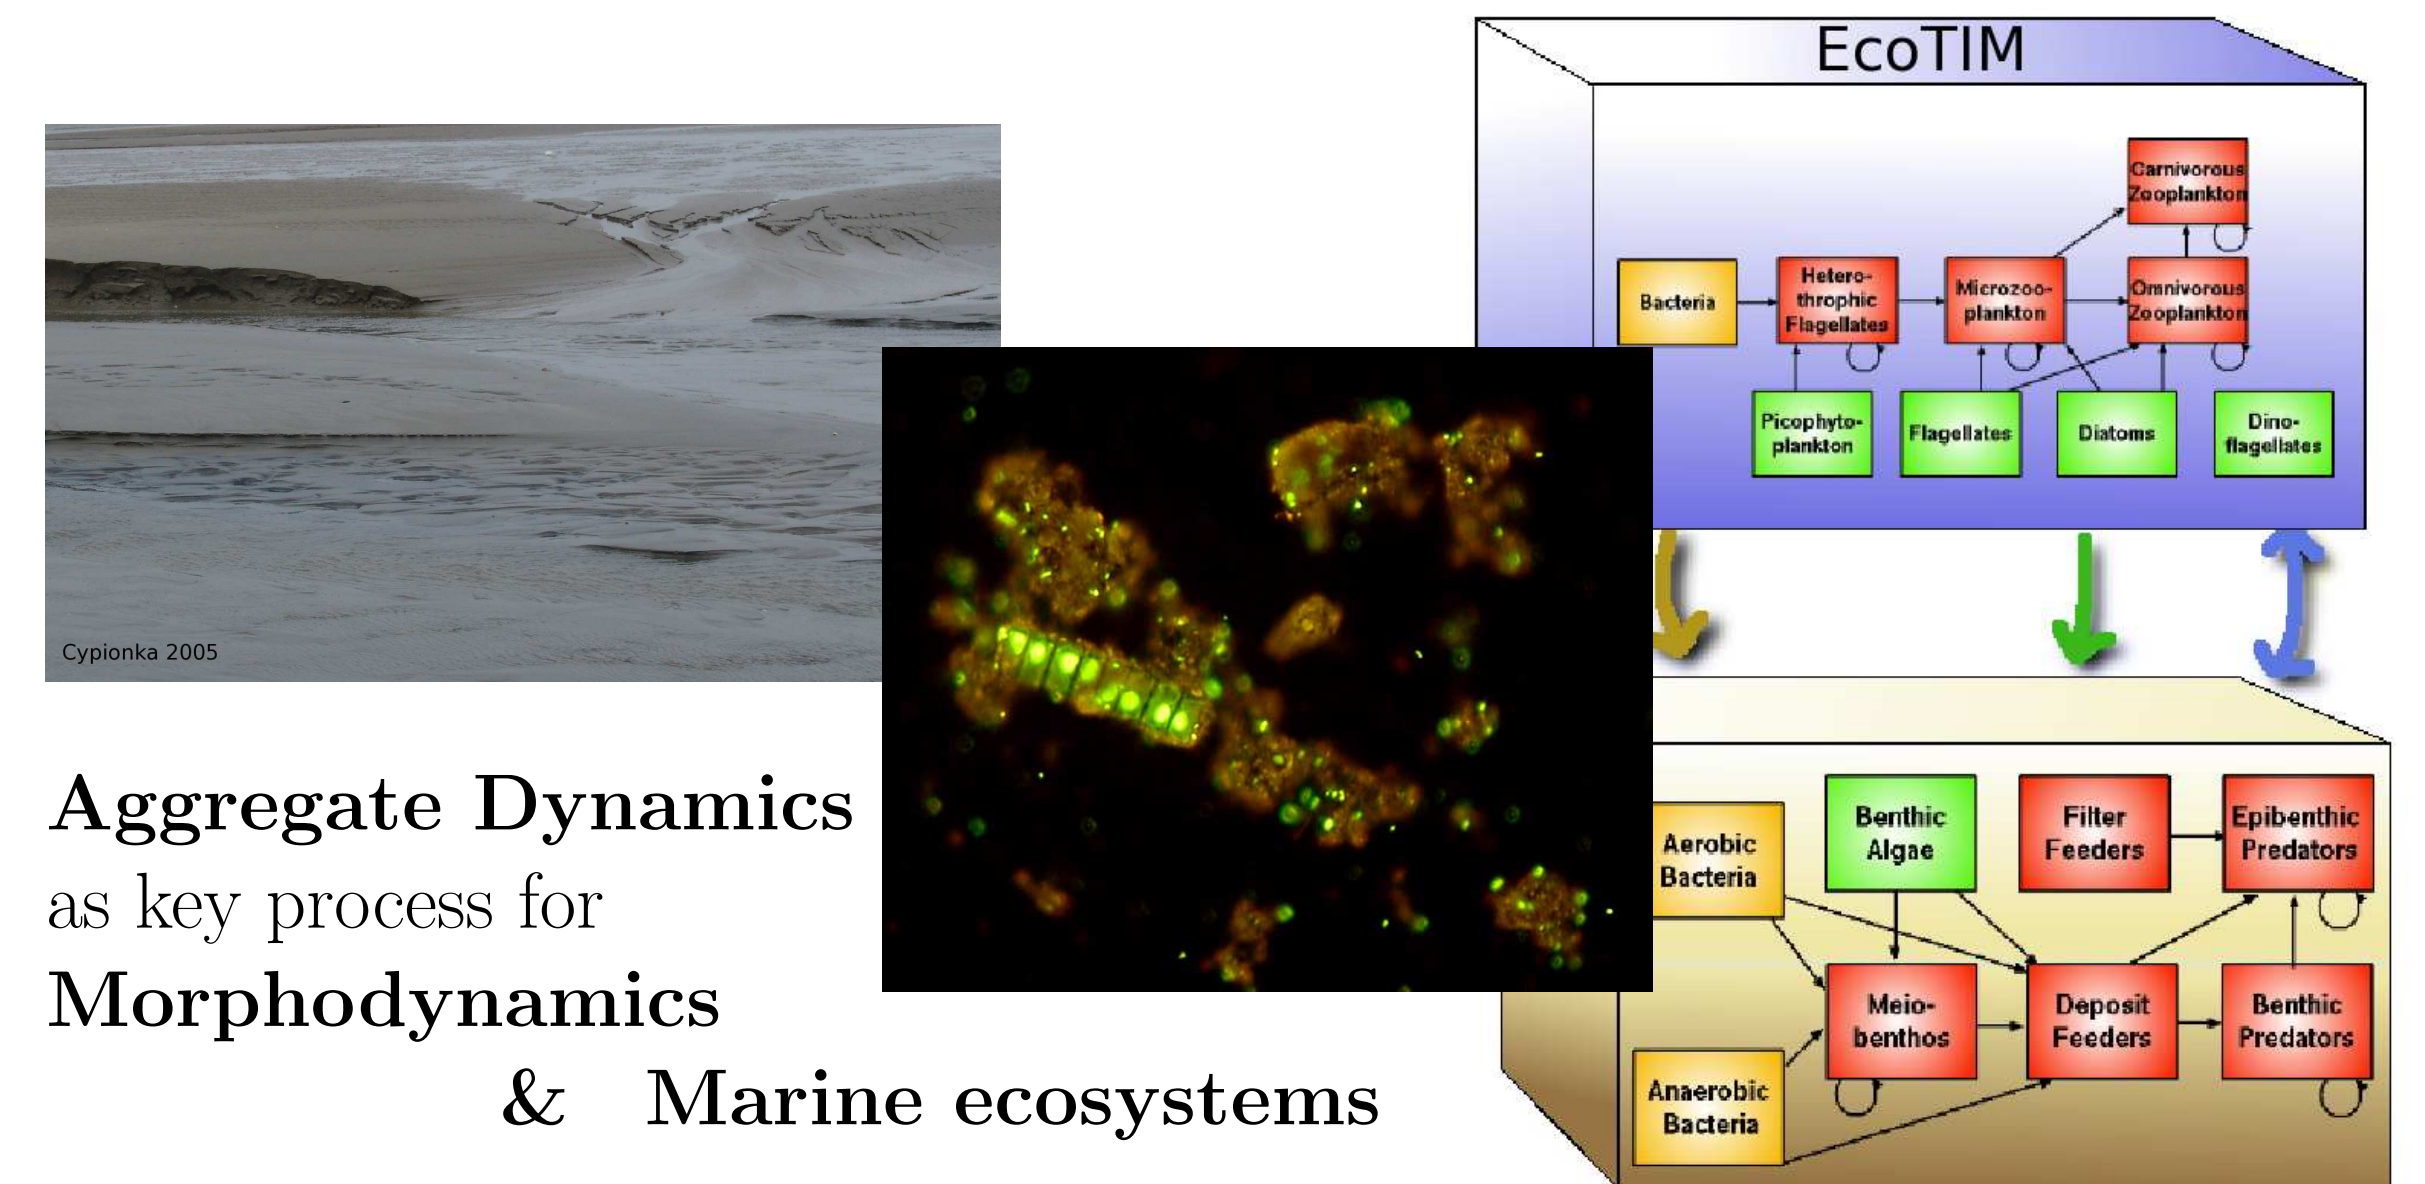 EcoTIM
Carnivorous
Zooplankton
Bacteria
Hetero-
throphic
Flagellates
Microzoo-
plankton
Omnivorous
Zooplankton
Picophyto-
plankton
Flagellates
Diatoms
Dino-
flagellates
Cypionka 2005
Aggregate Dynamics
as key process for
Morphodynamics
& Marine ecosystems
Aerobic
Bacteria
Benthic
Algae
Filter
Feeders
Epibenthic
Predators
Meio-
benthos
Deposit
Feeders
Benthic
Predators
Anaerobic
Bacteria